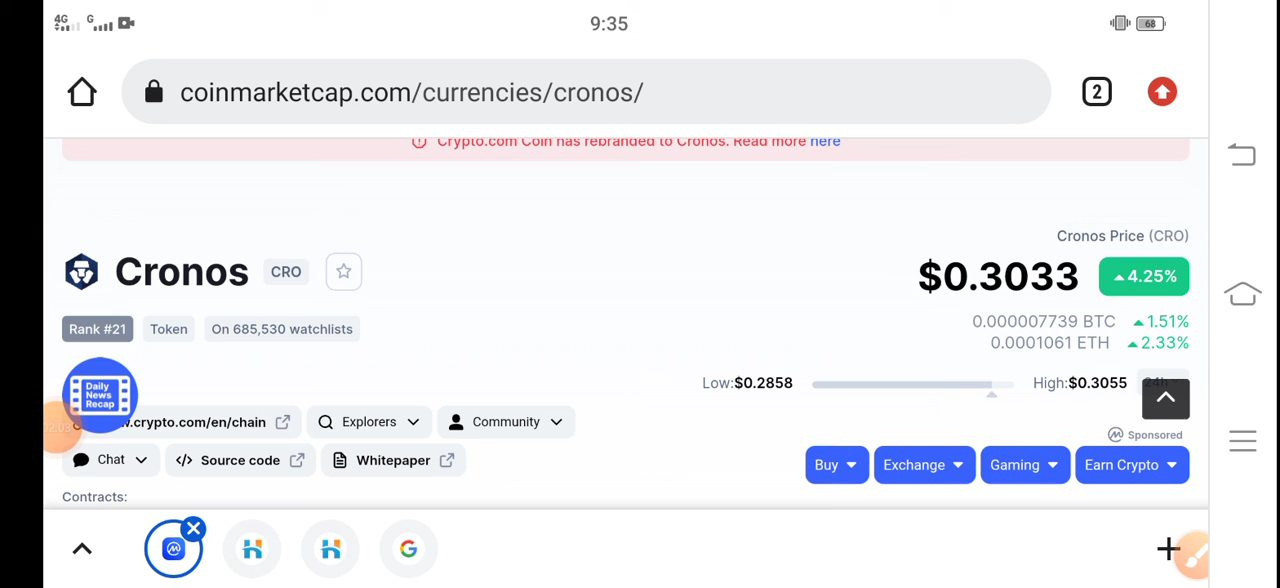 4G G 9:35 68
coinmarketcap.com/currencies/cronos/ 2
Crypto.com Coin has rebranded to Cronos. Read more here
Cronos Price (CRO)
Cronos CRO $0.3033 4.25%
Rank #21 Token On 685,530 watchlists 0.000007739 BTC 1.51%
0.0001061 ETH 2.33%
Low:$0.2858 High:$0.3055 24h
Daily
News
Recap
w.crypto.com/en/chain Explorers Community
02:03
Sponsored
Chat Source code Whitepaper Buy Exchange Gaming Earn Crypto
Contracts: